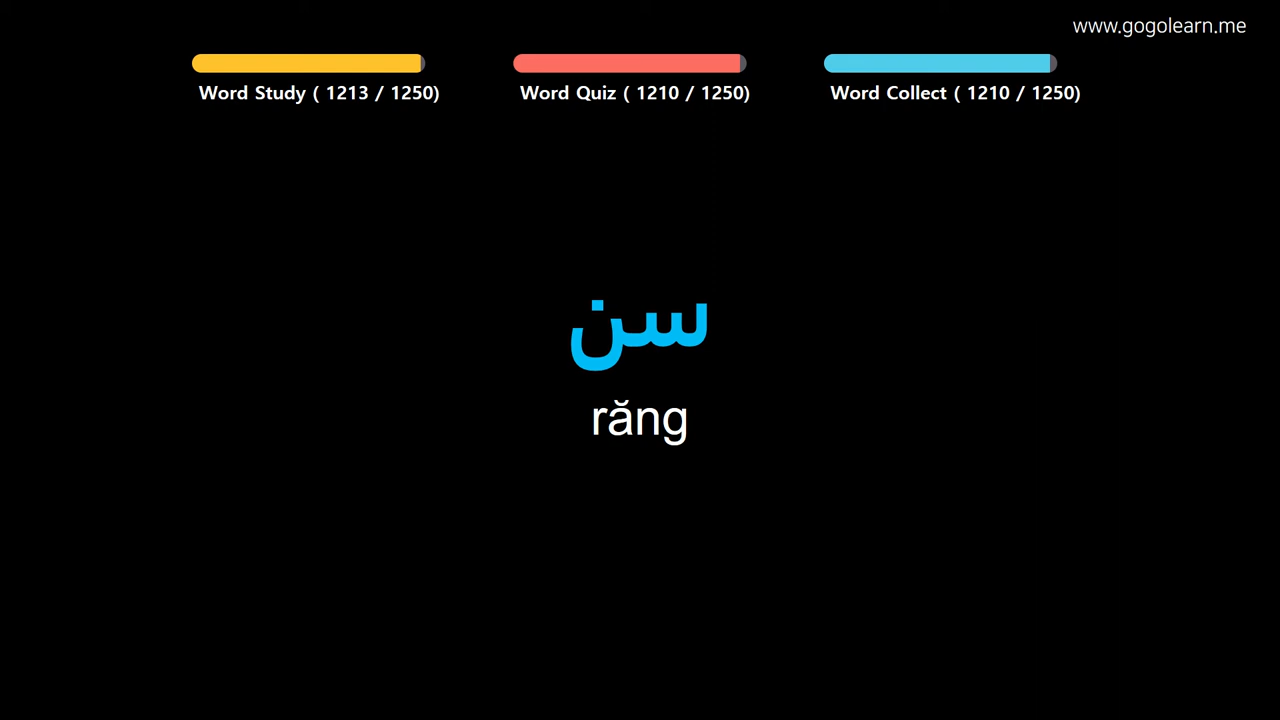 www.gogolearn.me
Word Study ( 1213 / 1250)
Word Quiz ( 1210 / 1250)
Word Collect ( 1210 / 1250)
سن
răng